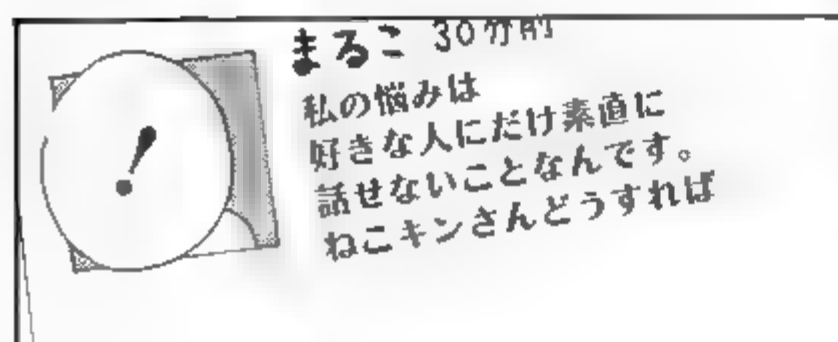 まるこ 30分前
私の悩みは
好きな人にだけ素直に
話せないことなんです。
ねこキンさんどうすれば